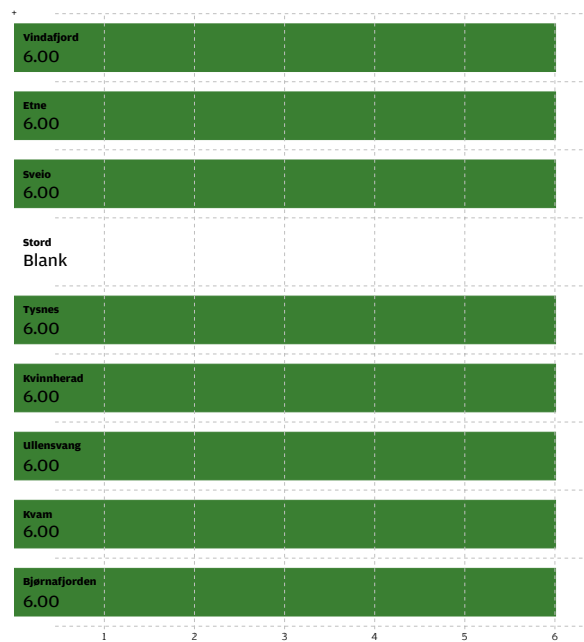 +
Vindafjord
6.00
Etne
6.00
Sveio
6.00
Stord
Blank
Tysnes
6.00
Kvinnherad
6.00
Ullensvang
6.00
Kvam
6.00
Bjørnafjorden
6.00
1 2 3 4 5 6